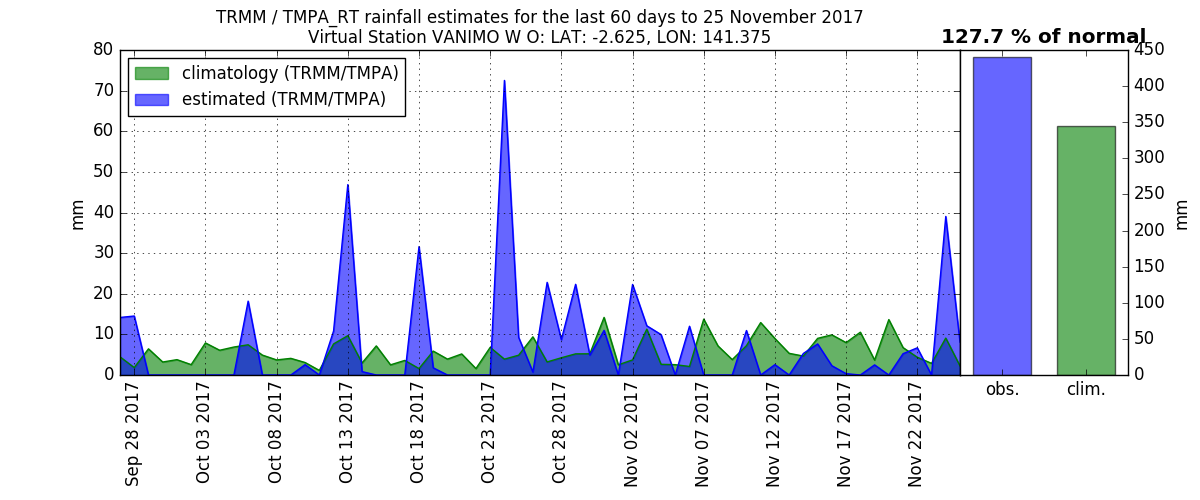 TRMM / TMPA_RT rainfall estimates for the last 60 days to 25 November 2017
Virtual Station VANIMO W O: LAT: -2.625, LON: 141.375
127.7 % of normal
climatology (TRMM/TMPA)
estimated (TRMM/TMPA)
80
70
60
50
40
30
20
10
0
mm
Sep 28 2017
Oct 03 2017
Oct 08 2017
Oct 13 2017
Oct 18 2017
Oct 23 2017
Oct 28 2017
Nov 02 2017
Nov 07 2017
Nov 12 2017
Nov 17 2017
Nov 22 2017
obs.
clim.
450
400
350
300
250
200
150
100
50
0
mm